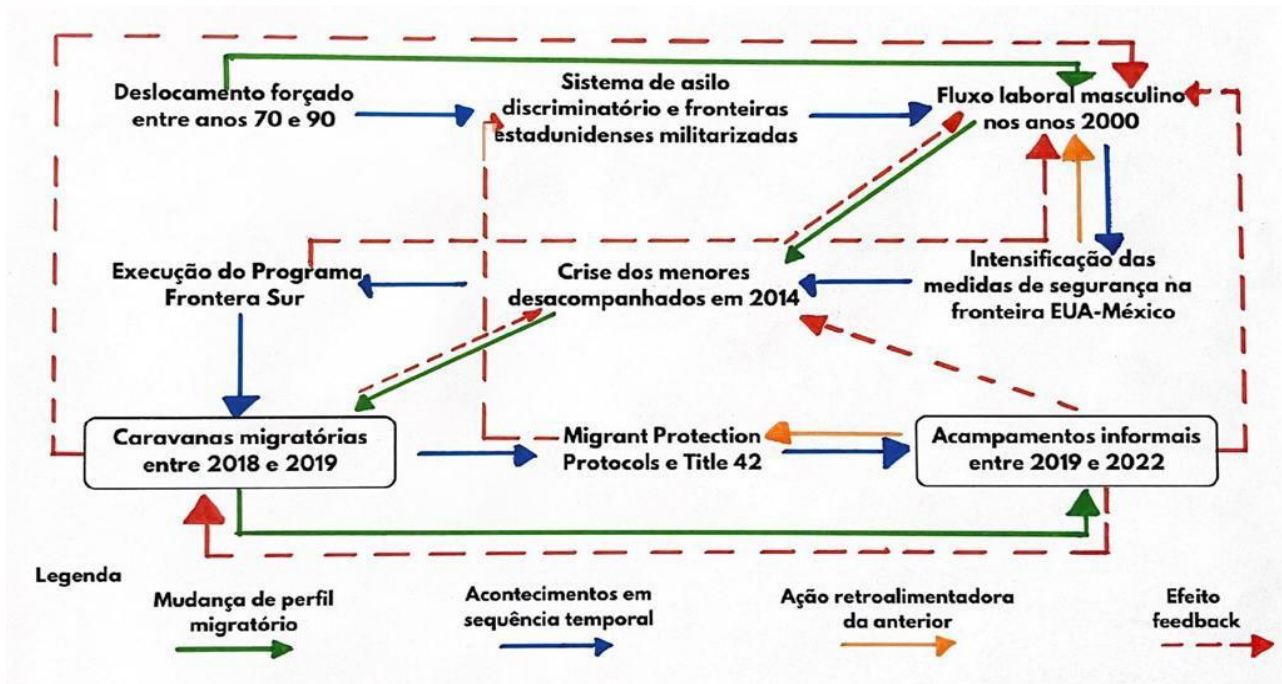 Deslocamento forçado
entre anos 70 e 90
Sistema de asilo
discriminatório e fronteiras
estadunidenses militarizadas
Fluxo laboral masculino
nos anos 2000
Execução do Programa
Frontera Sur
Crise dos menores
desacompanhados em 2014
Intensificação das
medidas de segurança na
fronteira EUA-México
Caravanas migratórias
entre 2018 e 2019
Migrant Protection
Protocols e Title 42
Acampamentos informais
entre 2019 e 2022
Legenda
Mudança de perfil
migratório
Acontecimentos em
sequência temporal
Ação retroalimentadora
da anterior
Efeito
feedback